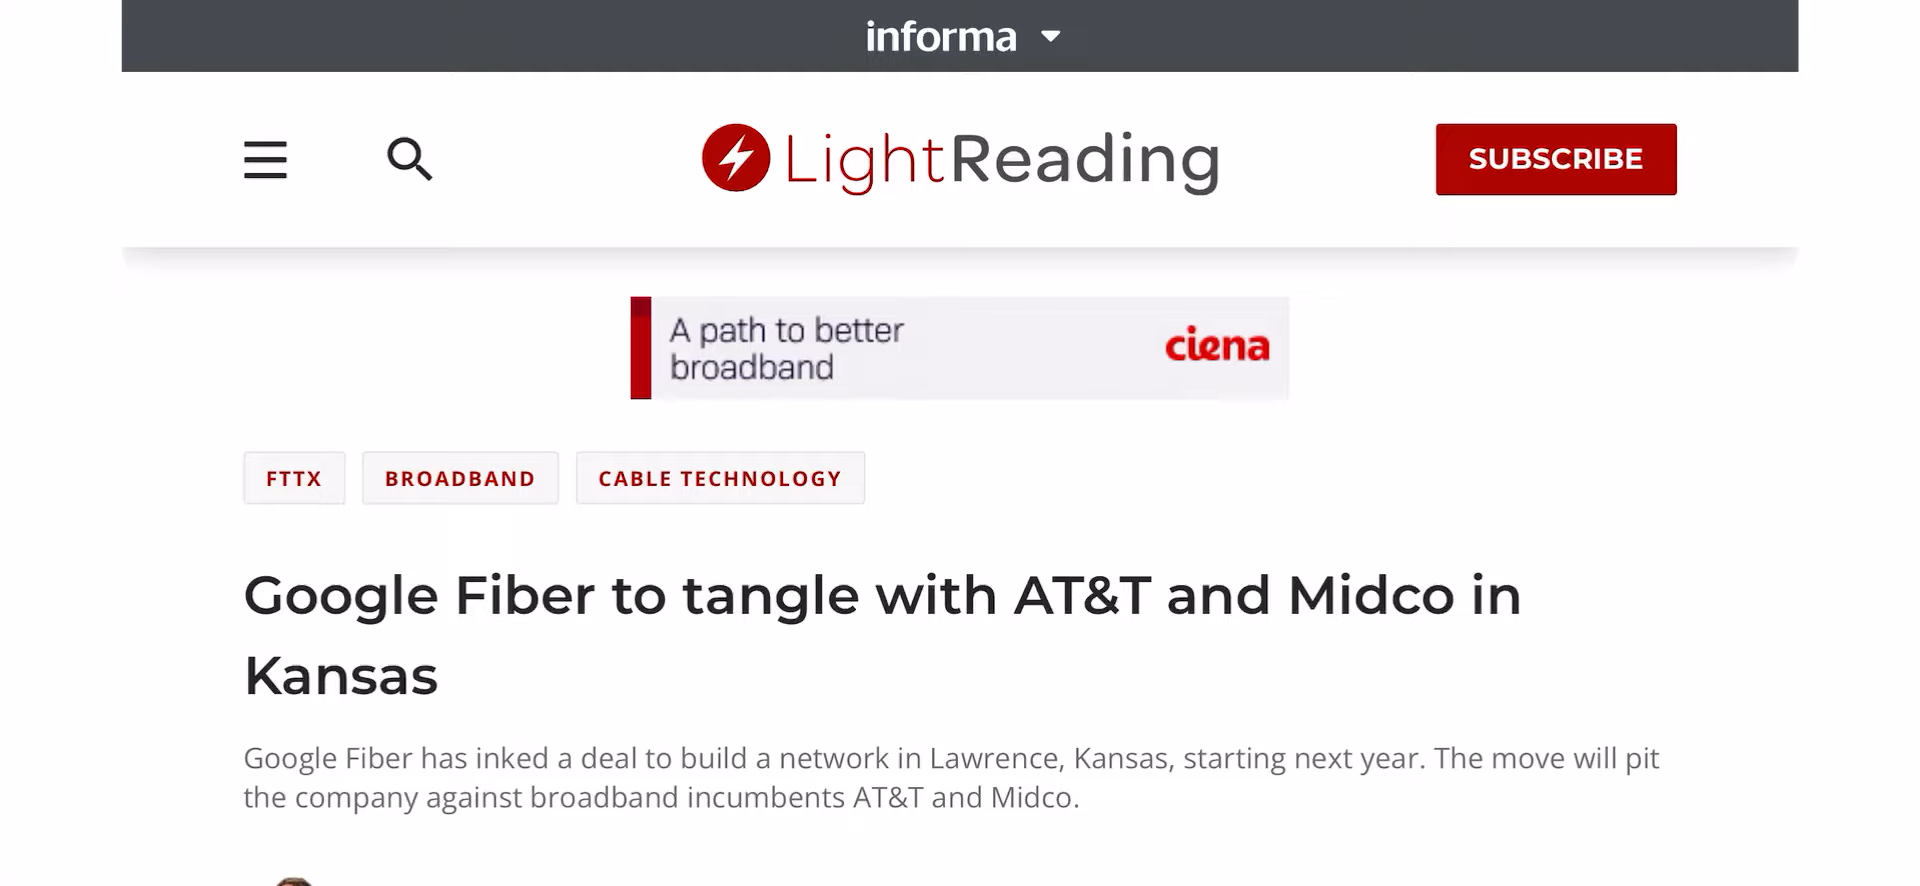 informa
LightReading
SUBSCRIBE
A path to better
broadband
ciena
FTTX
BROADBAND
CABLE TECHNOLOGY
Google Fiber to tangle with AT&T and Midco in
Kansas
Google Fiber has inked a deal to build a network in Lawrence, Kansas, starting next year. The move will pit
the company against broadband incumbents AT&T and Midco.